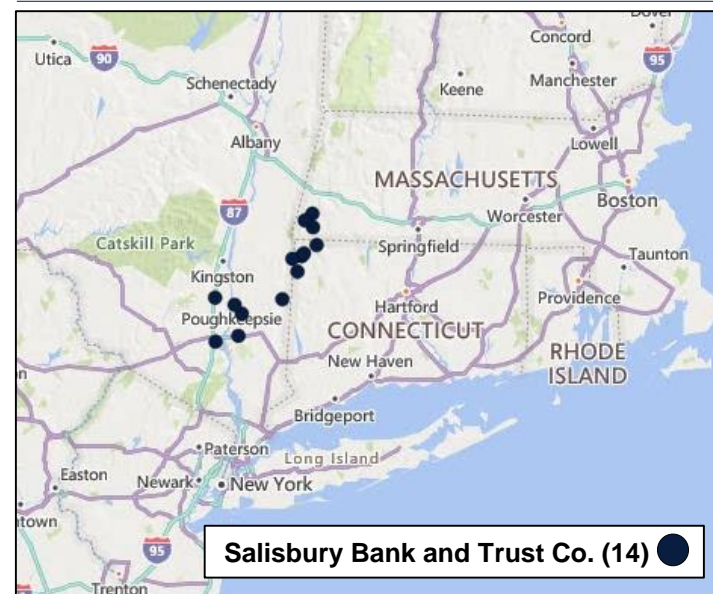 Dover
Concord
Utica
90
95
Schenectady
Keene
Manchester
Albany
Lowell
MASSACHUSETTS
Boston
87
Worcester
Catskill Park
Springfield
Taunton
Kingston
Hartford
Providence
Poughkeepsie
CONNECTICUT
RHODE
ISLAND
New Haven
Bridgeport
Paterson
Long Island
Easton
Newark
New York
town
95
Salisbury Bank and Trust Co. (14)
Trenton